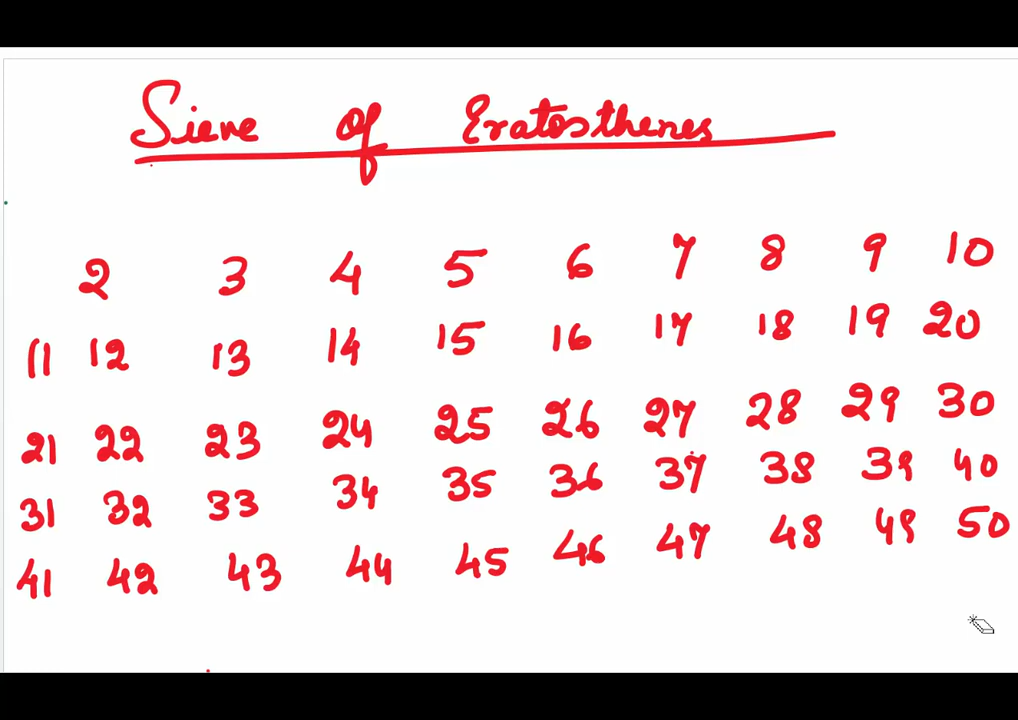 Sieve of Eratosthenes
2 3 4 5 6 7 8 9 10
11 12 13 14 15 16 17 18 19 20
21 22 23 24 25 26 27 28 29 30
31 32 33 34 35 36 37 38 39 40
41 42 43 44 45 46 47 48 49 50